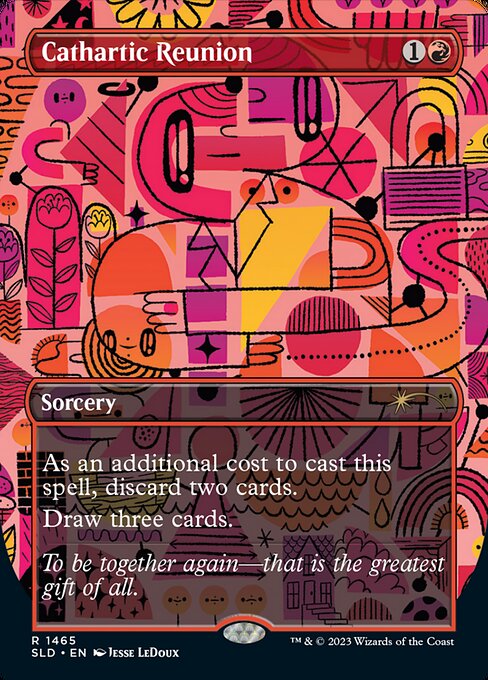 Cathartic Reunion 1
Sorcery
As an additional cost to cast this
spell, discard two cards.
Draw three cards.
To be together again—that is the greatest
gift of all.
R 1465
SLD • EN Jesse LeDoux
™ & © 2023 Wizards of the Coast